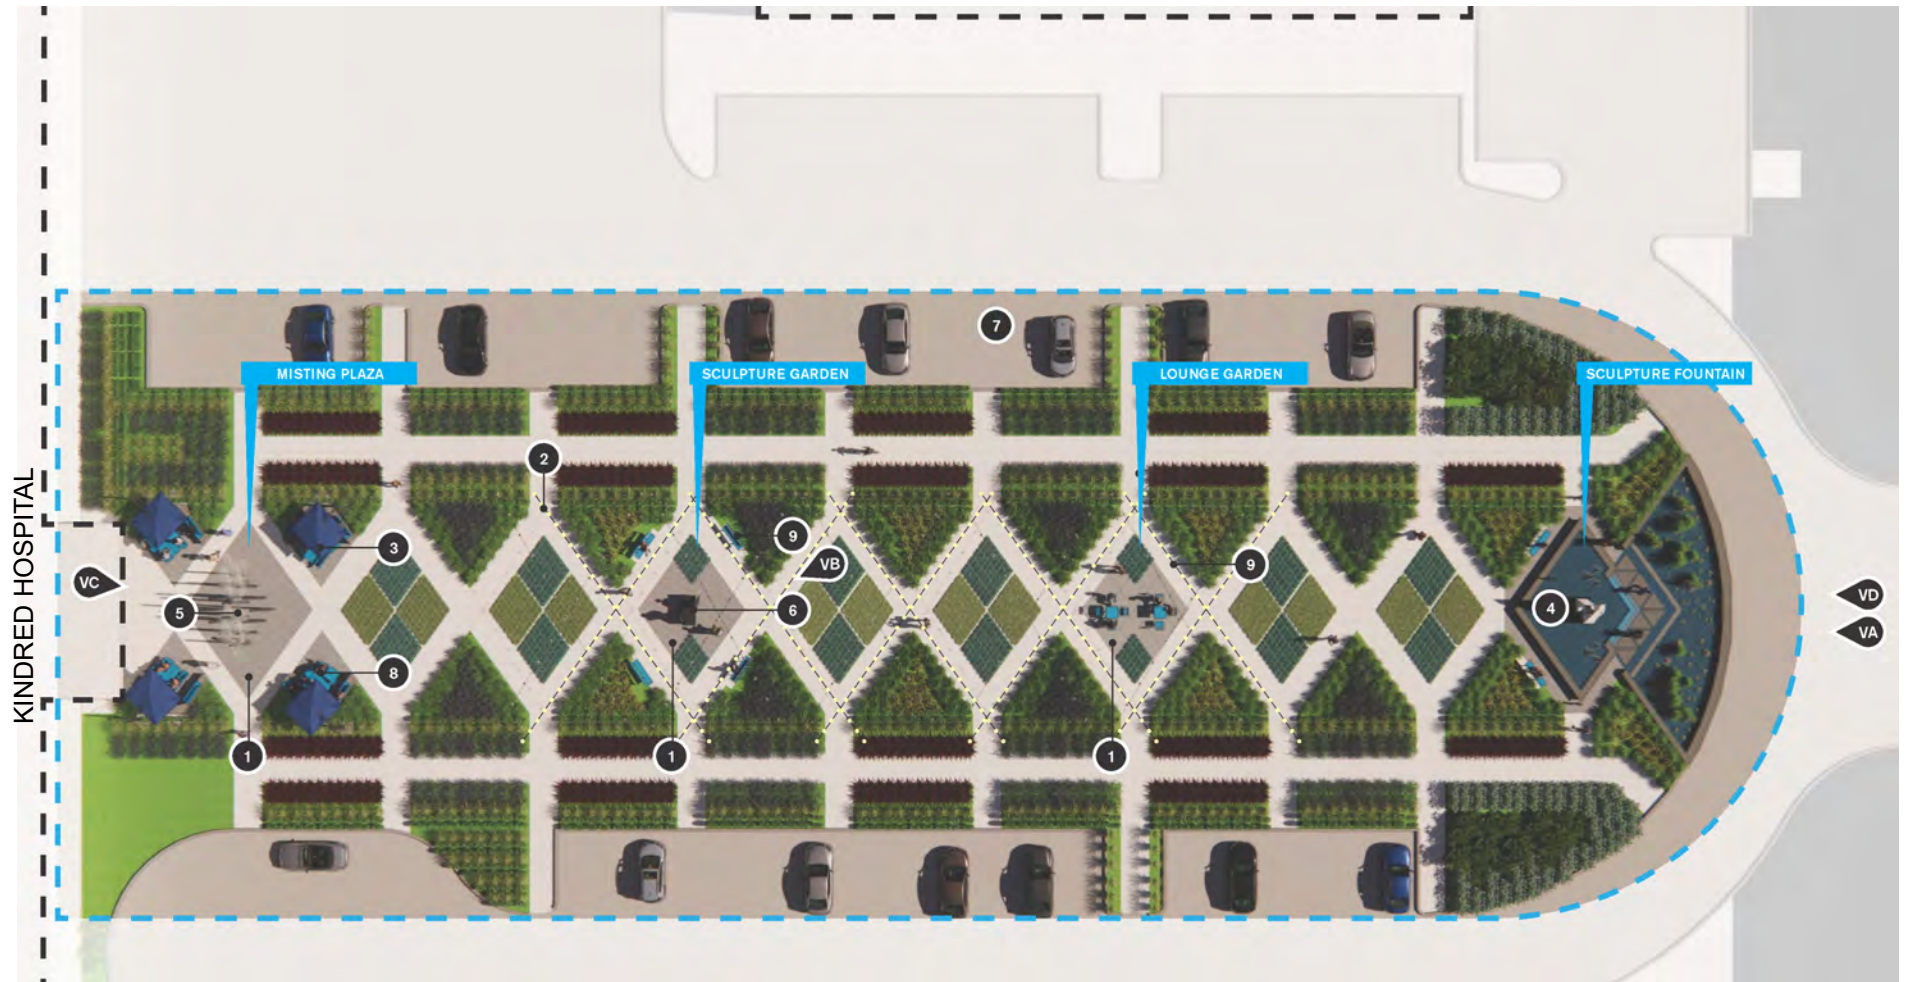 7
MISTING PLAZA
SCULPTURE GARDEN
LOUNGE GARDEN
SCULPTURE FOUNTAIN
2
9
3
9
VB
VC
KINDRED HOSPITAL
5
6
4
VD
VA
8
1
1
1